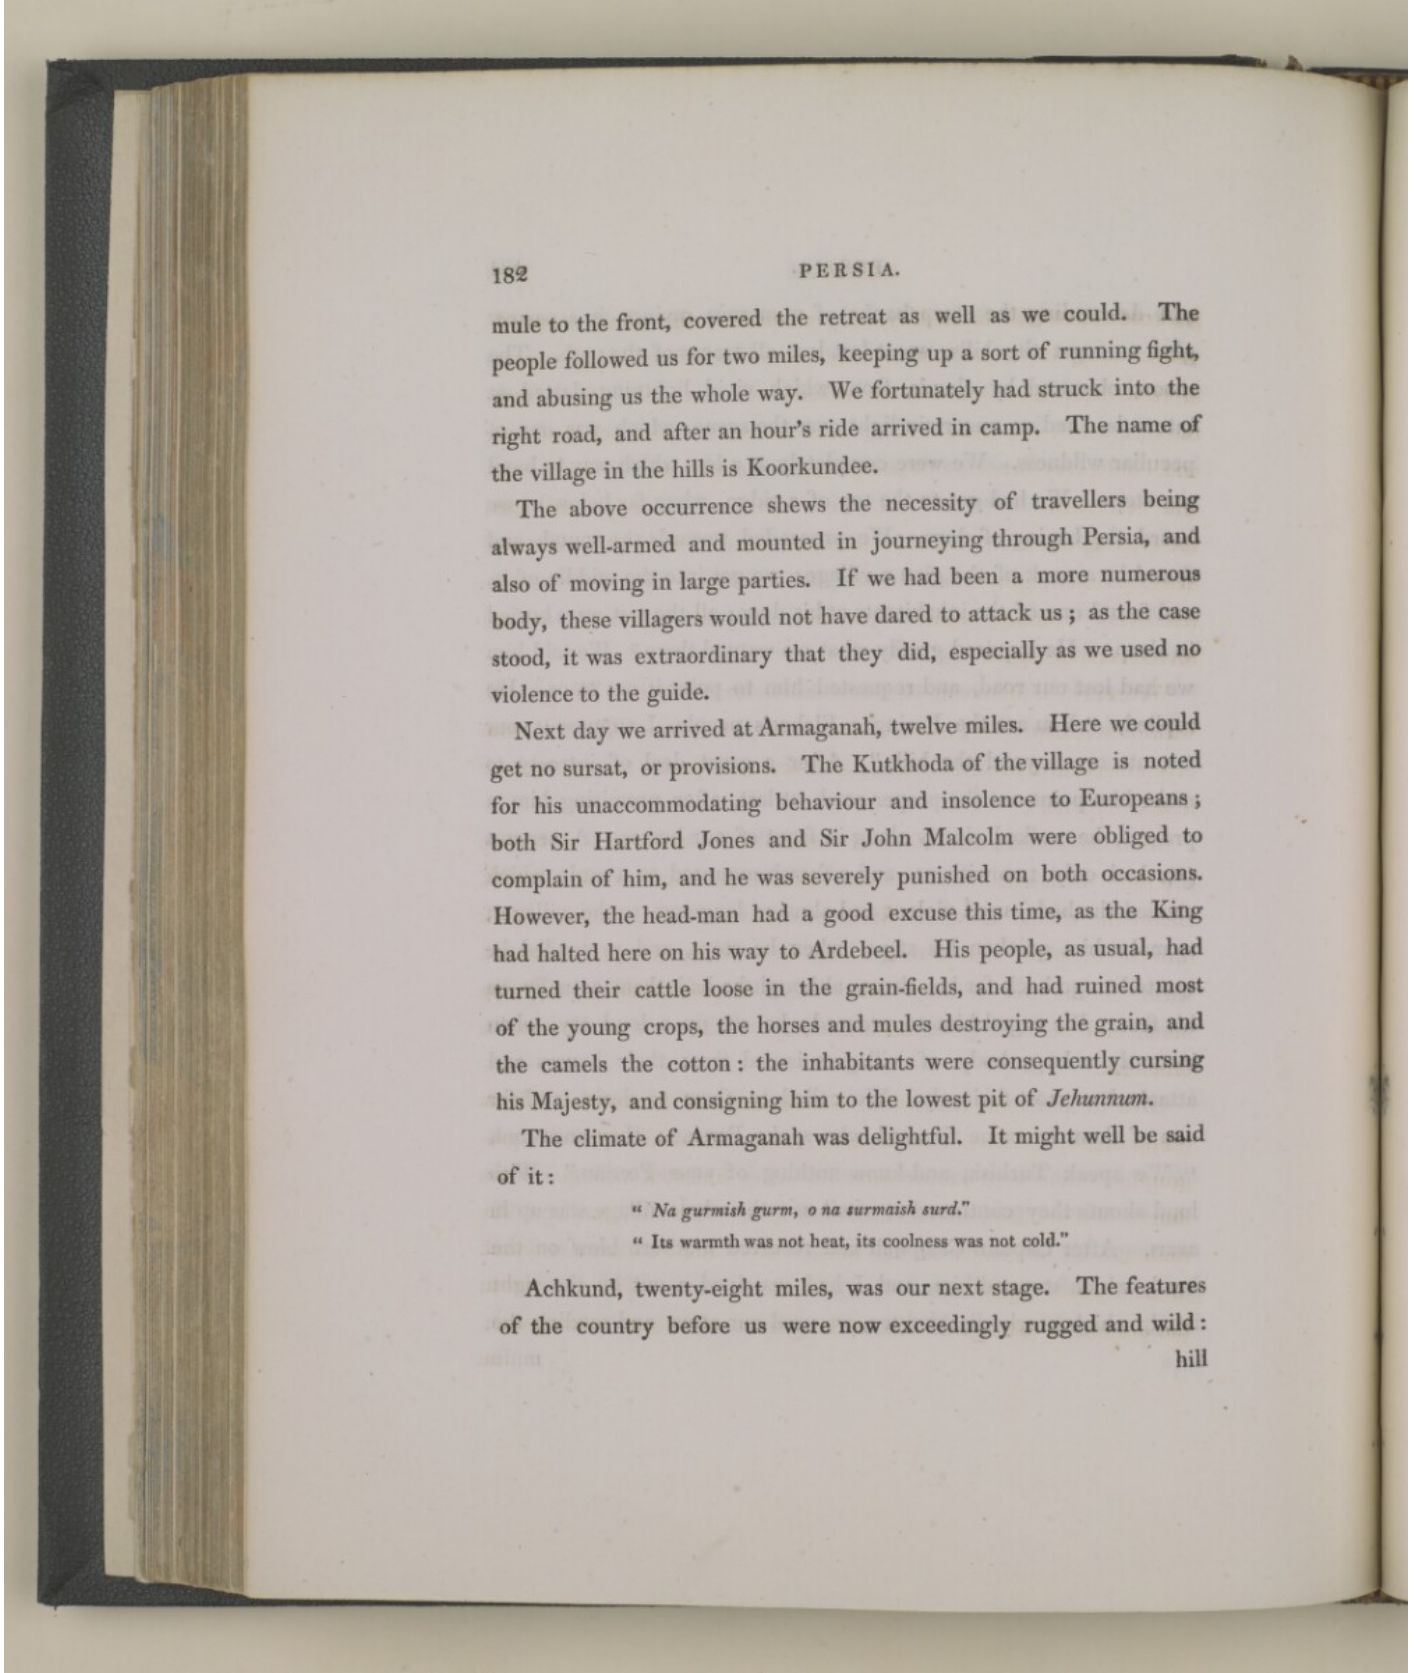 182
PERSIA.
mule to the front, covered the retreat as well as we could. The
people followed us for two miles, keeping up a sort of running fight,
and abusing us the whole way. We fortunately had struck into the
right road, and after an hour's ride arrived in camp. The name of
the village in the hills is Koorkundee.
The above occurrence shews the necessity of travellers being
always well-armed and mounted in journeying through Persia, and
also of moving in large parties. If we had been a more numerous
body, these villagers would not have dared to attack us; as the case
stood, it was extraordinary that they did, especially as we used no
violence to the guide.
Next day we arrived at Armaganah, twelve miles. Here we could
get no sursat, or provisions. The Kutkhoda of the village is noted
for his unaccommodating behaviour and insolence to Europeans;
both Sir Hartford Jones and Sir John Malcolm were obliged to
complain of him, and he was severely punished on both occasions.
However, the head-man had a good excuse this time, as the King
had halted here on his way to Ardebeel. His people, as usual, had
turned their cattle loose in the grain-fields, and had ruined most
of the young crops, the horses and mules destroying the grain, and
the camels the cotton: the inhabitants were consequently cursing
his Majesty, and consigning him to the lowest pit of Jehunnum.
The climate of Armaganah was delightful. It might well be said
of it:
"Na gurmish gurm, o na surmaish surd."
"Its warmth was not heat, its coolness was not cold."
Achkund, twenty-eight miles, was our next stage. The features
of the country before us were now exceedingly rugged and wild:
hill